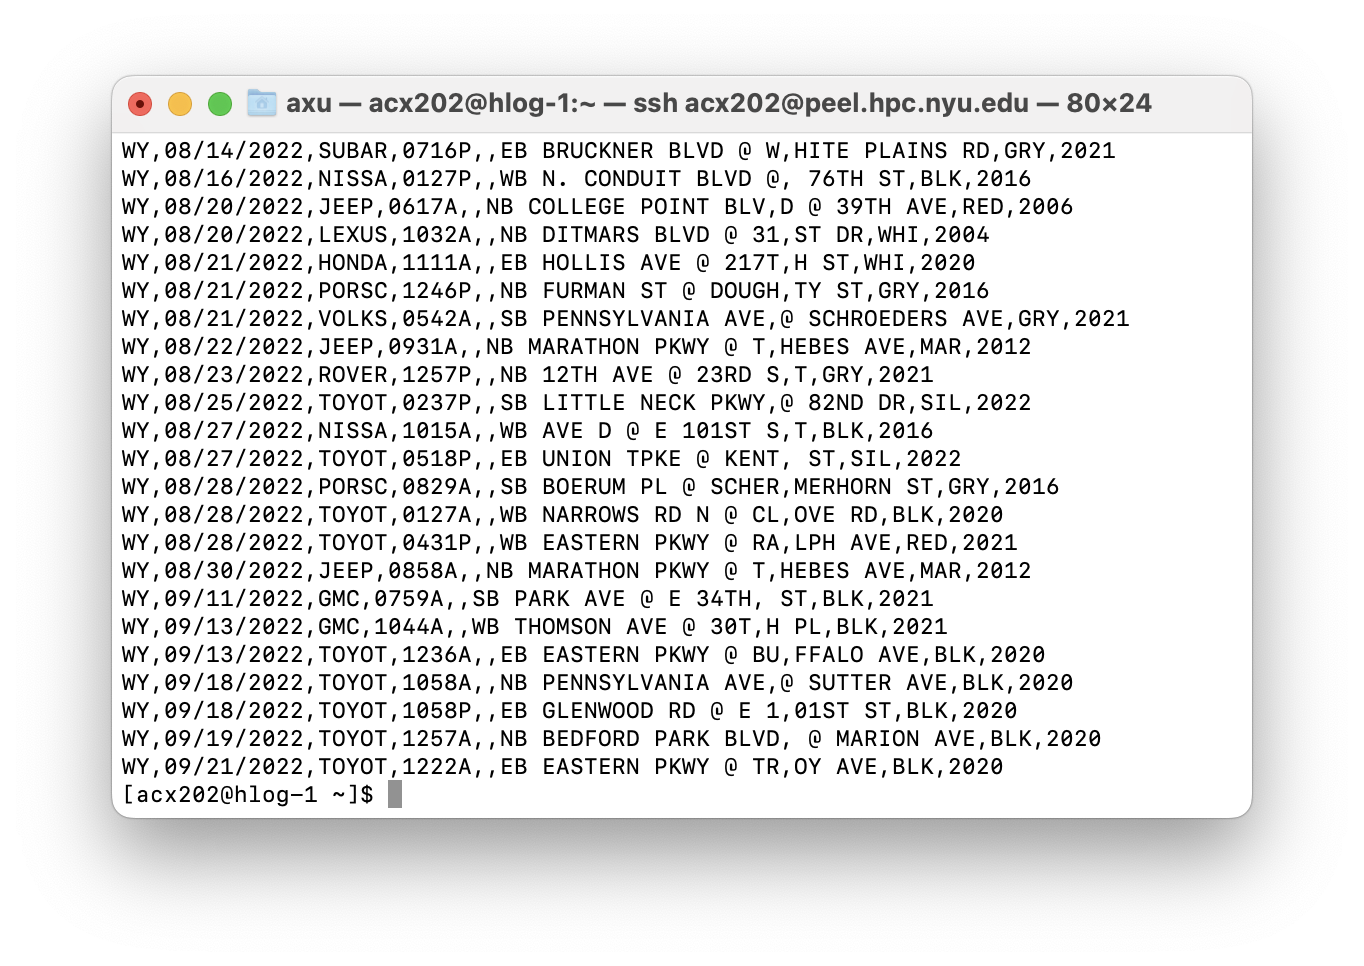 axu — acx202@hlog-1:~ — ssh acx202@peel.hpc.nyu.edu — 80×24
WY,08/14/2022,SUBAR,0716P,,EB BRUCKNER BLVD @ W,HITE PLAINS RD,GRY,2021
WY,08/16/2022,NISSA,0127P,,WB N. CONDUIT BLVD @, 76TH ST,BLK,2016
WY,08/20/2022,JEEP,0617A,,NB COLLEGE POINT BLV,D @ 39TH AVE,RED,2006
WY,08/20/2022,LEXUS,1032A,,NB DITMARS BLVD @ 31,ST DR,WHI,2004
WY,08/21/2022,HONDA,1111A,,EB HOLLIS AVE @ 217T,H ST,WHI,2020
WY,08/21/2022,PORSC,1246P,,NB FURMAN ST @ DOUGH,TY ST,GRY,2016
WY,08/21/2022,VOLKS,0542A,,SB PENNSYLVANIA AVE,@ SCHROEDERS AVE,GRY,2021
WY,08/22/2022,JEEP,0931A,,NB MARATHON PKWY @ T,HEBES AVE,MAR,2012
WY,08/23/2022,ROVER,1257P,,NB 12TH AVE @ 23RD S,T,GRY,2021
WY,08/25/2022,TOYOT,0237P,,SB LITTLE NECK PKWY,@ 82ND DR,SIL,2022
WY,08/27/2022,NISSA,1015A,,WB AVE D @ E 101ST S,T,BLK,2016
WY,08/27/2022,TOYOT,0518P,,EB UNION TPKE @ KENT, ST,SIL,2022
WY,08/28/2022,PORSC,0829A,,SB BOERUM PL @ SCHER,MERHORN ST,GRY,2016
WY,08/28/2022,TOYOT,0127A,,WB NARROWS RD N @ CL,OVE RD,BLK,2020
WY,08/28/2022,TOYOT,0431P,,WB EASTERN PKWY @ RA,LPH AVE,RED,2021
WY,08/30/2022,JEEP,0858A,,NB MARATHON PKWY @ T,HEBES AVE,MAR,2012
WY,09/11/2022,GMC,0759A,,SB PARK AVE @ E 34TH, ST,BLK,2021
WY,09/13/2022,GMC,1044A,,WB THOMSON AVE @ 30T,H PL,BLK,2021
WY,09/13/2022,TOYOT,1236A,,EB EASTERN PKWY @ BU,FFALO AVE,BLK,2020
WY,09/18/2022,TOYOT,1058A,,NB PENNSYLVANIA AVE,@ SUTTER AVE,BLK,2020
WY,09/18/2022,TOYOT,1058P,,EB GLENWOOD RD @ E 1,01ST ST,BLK,2020
WY,09/19/2022,TOYOT,1257A,,NB BEDFORD PARK BLVD, @ MARION AVE,BLK,2020
WY,09/21/2022,TOYOT,1222A,,EB EASTERN PKWY @ TR,OY AVE,BLK,2020
[acx202@hlog-1 ~]$